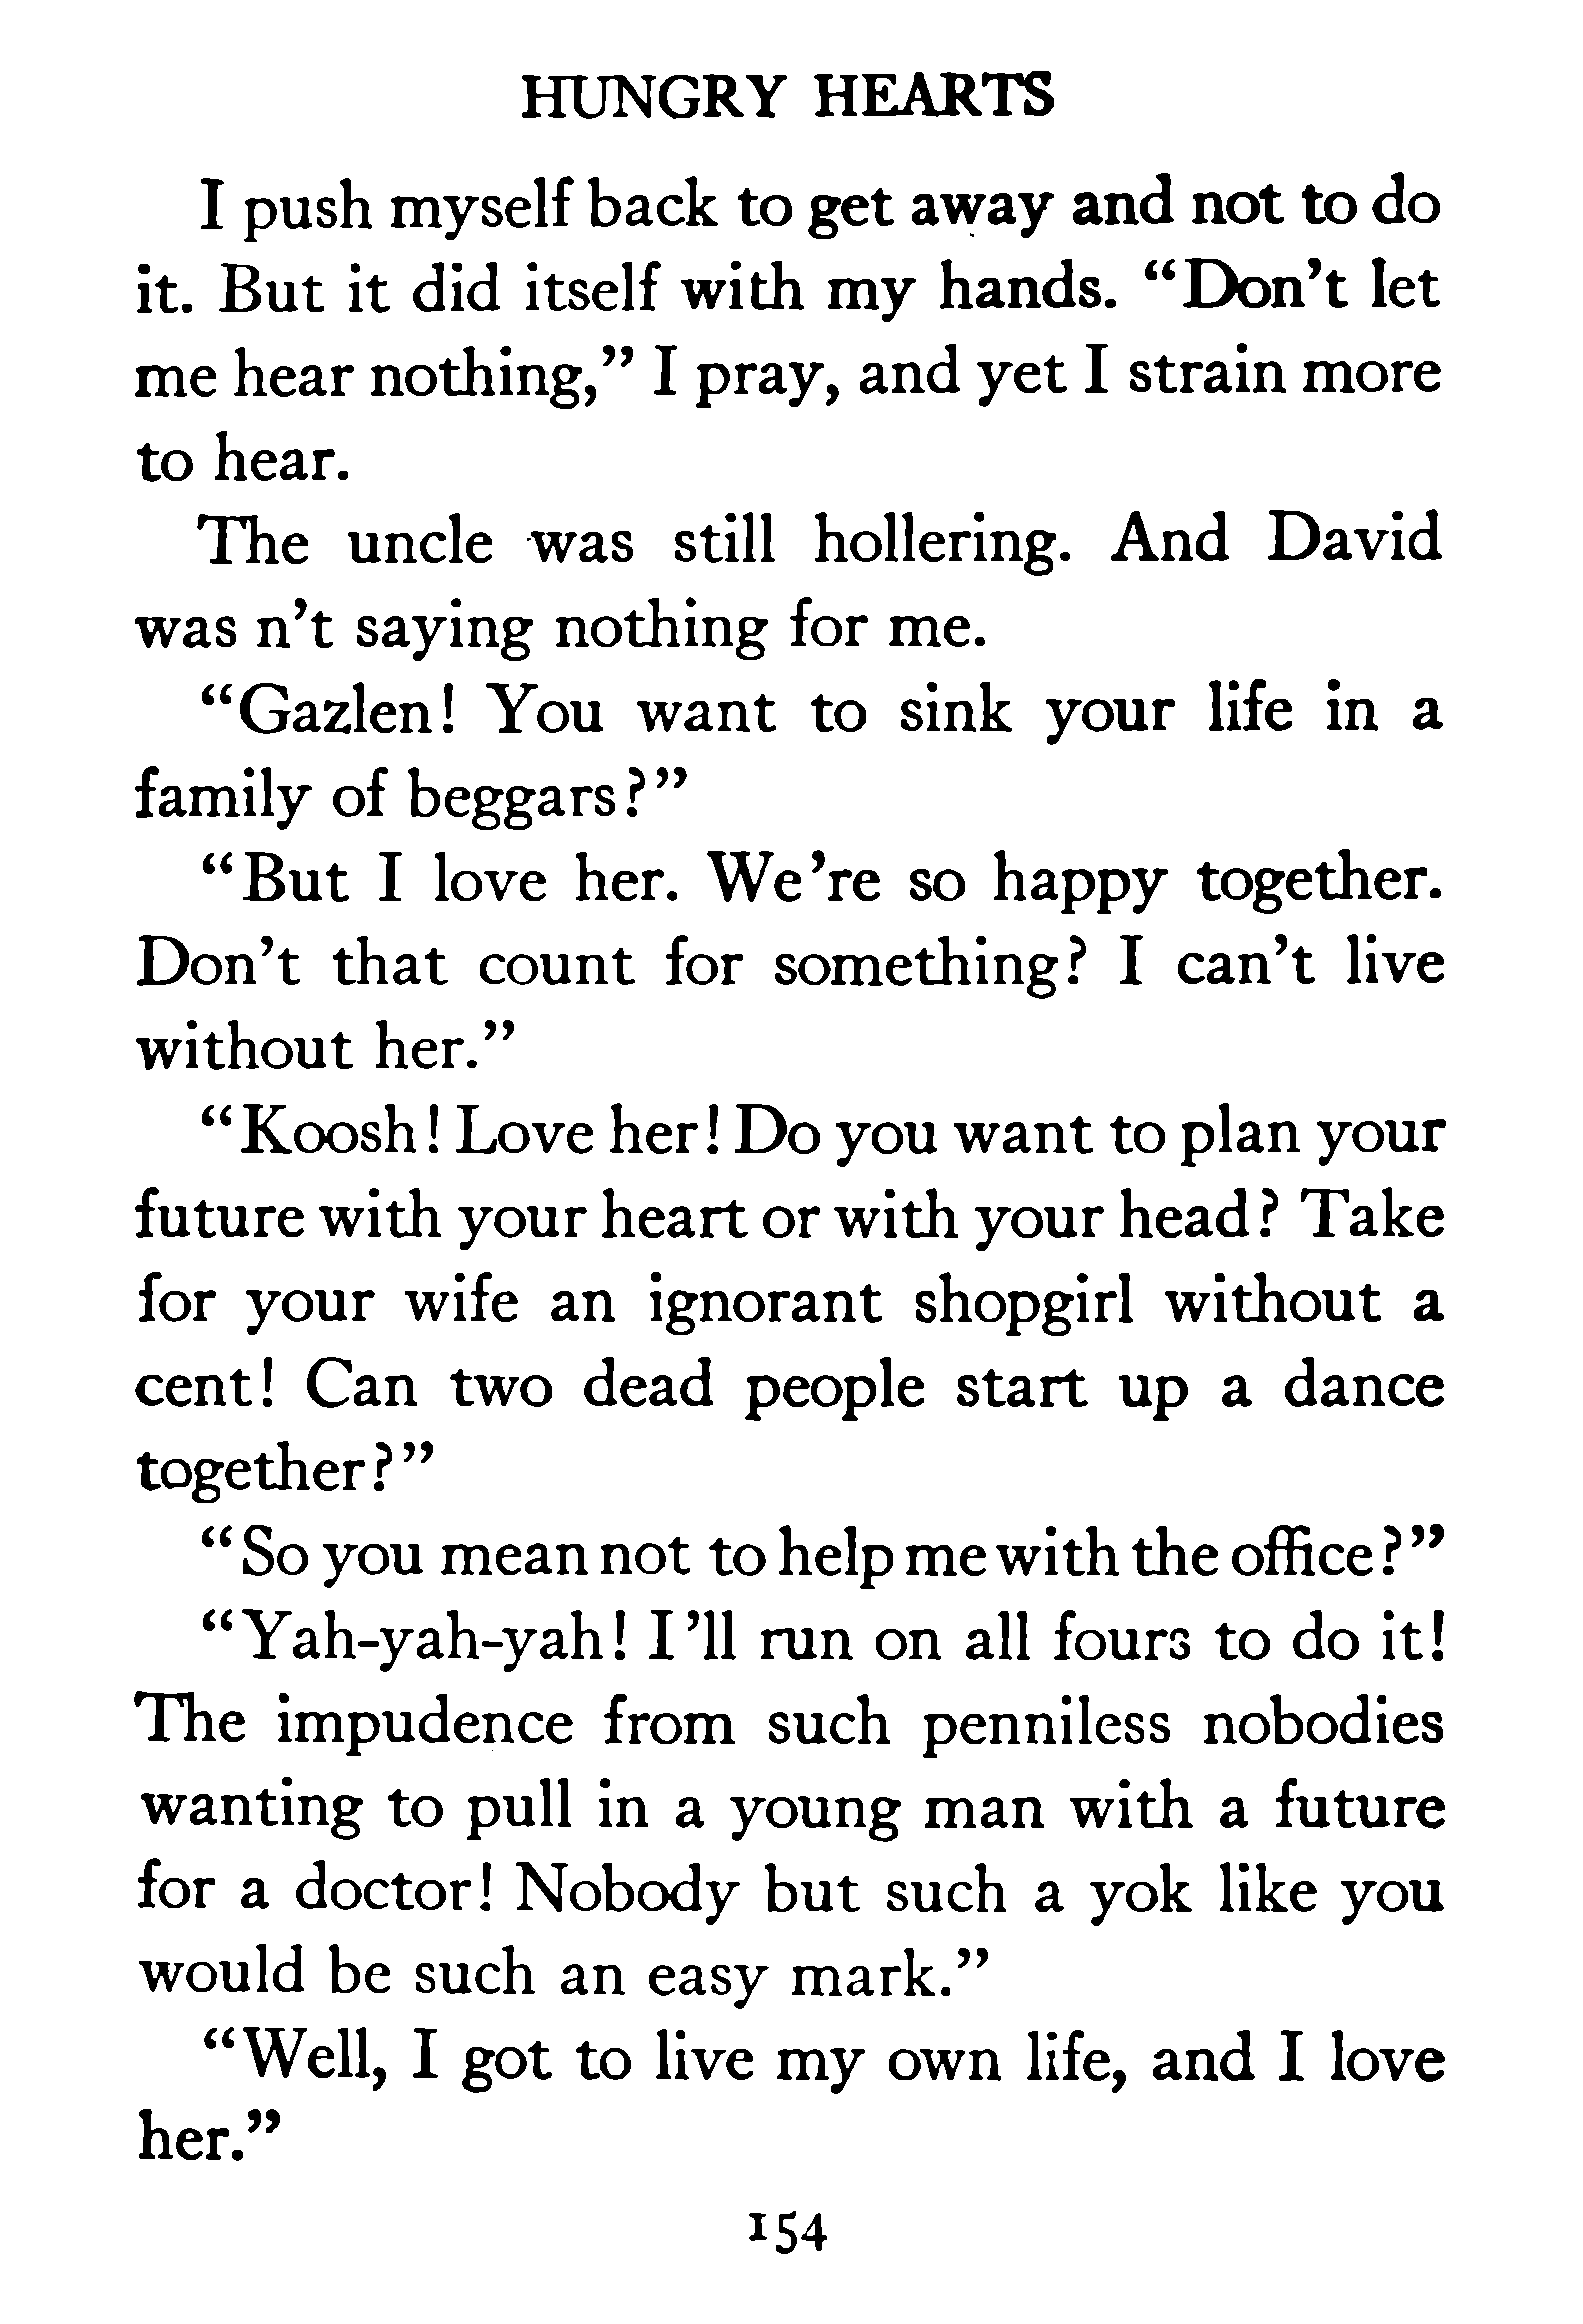 HUNGRY HEARTS
I push myself back to get away and not to do
it. But it did itself with my hands. “Don’t let
me hear nothing,” I pray, and yet I strain more
to hear.
The uncle was still hollering. And David
was n’t saying nothing for me.
“Gazlen! You want to sink your life in a
family of beggars?”
“But I love her. We’re so happy together.
Don’t that count for something? I can’t live
without her.”
“Koosh! Love her! Do you want to plan your
future with your heart or with your head? Take
for your wife an ignorant shopgirl without a
cent! Can two dead people start up a dance
together?”
“So you mean not to help me with the office?”
“Yah-yah-yah! I’ll run on all fours to do it!
The impudence from such penniless nobodies
wanting to pull in a young man with a future
for a doctor! Nobody but such a yok like you
would be such an easy mark.”
“Well, I got to live my own life, and I love
her.”
154